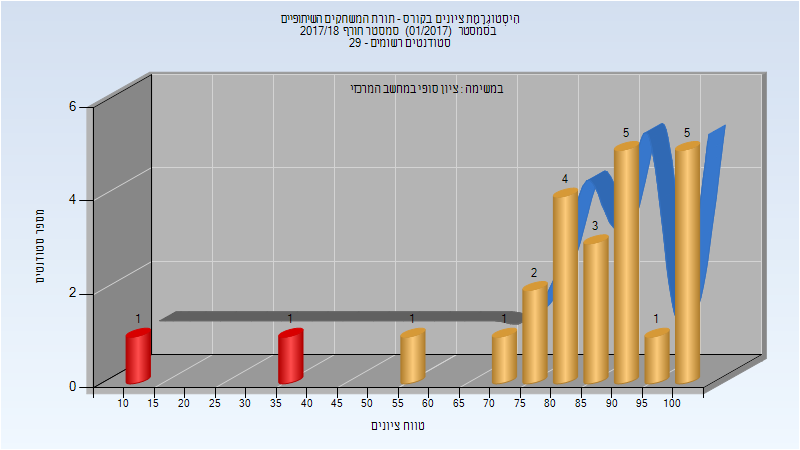 היסטוגרמת ציונים בקורס - תורת המשחקים השיתופיים
בסמסטר (01/2017) סמסטר חורף 2017/18
סטודנטים רשומים - 29
במשימה : ציון סופי במחשב המרכזי
6
4
2
0
מספר סטודנטים
1
1
1
1
2
4
3
5
1
5
10 15 20 25 30 35 40 45 50 55 60 65 70 75 80 85 90 95 100
טווח ציונים